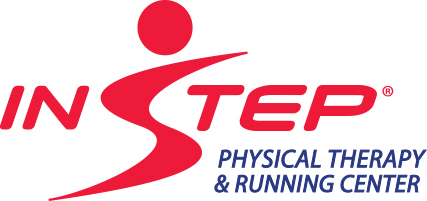 INSTEP®
PHYSICAL THERAPY
& RUNNING CENTER